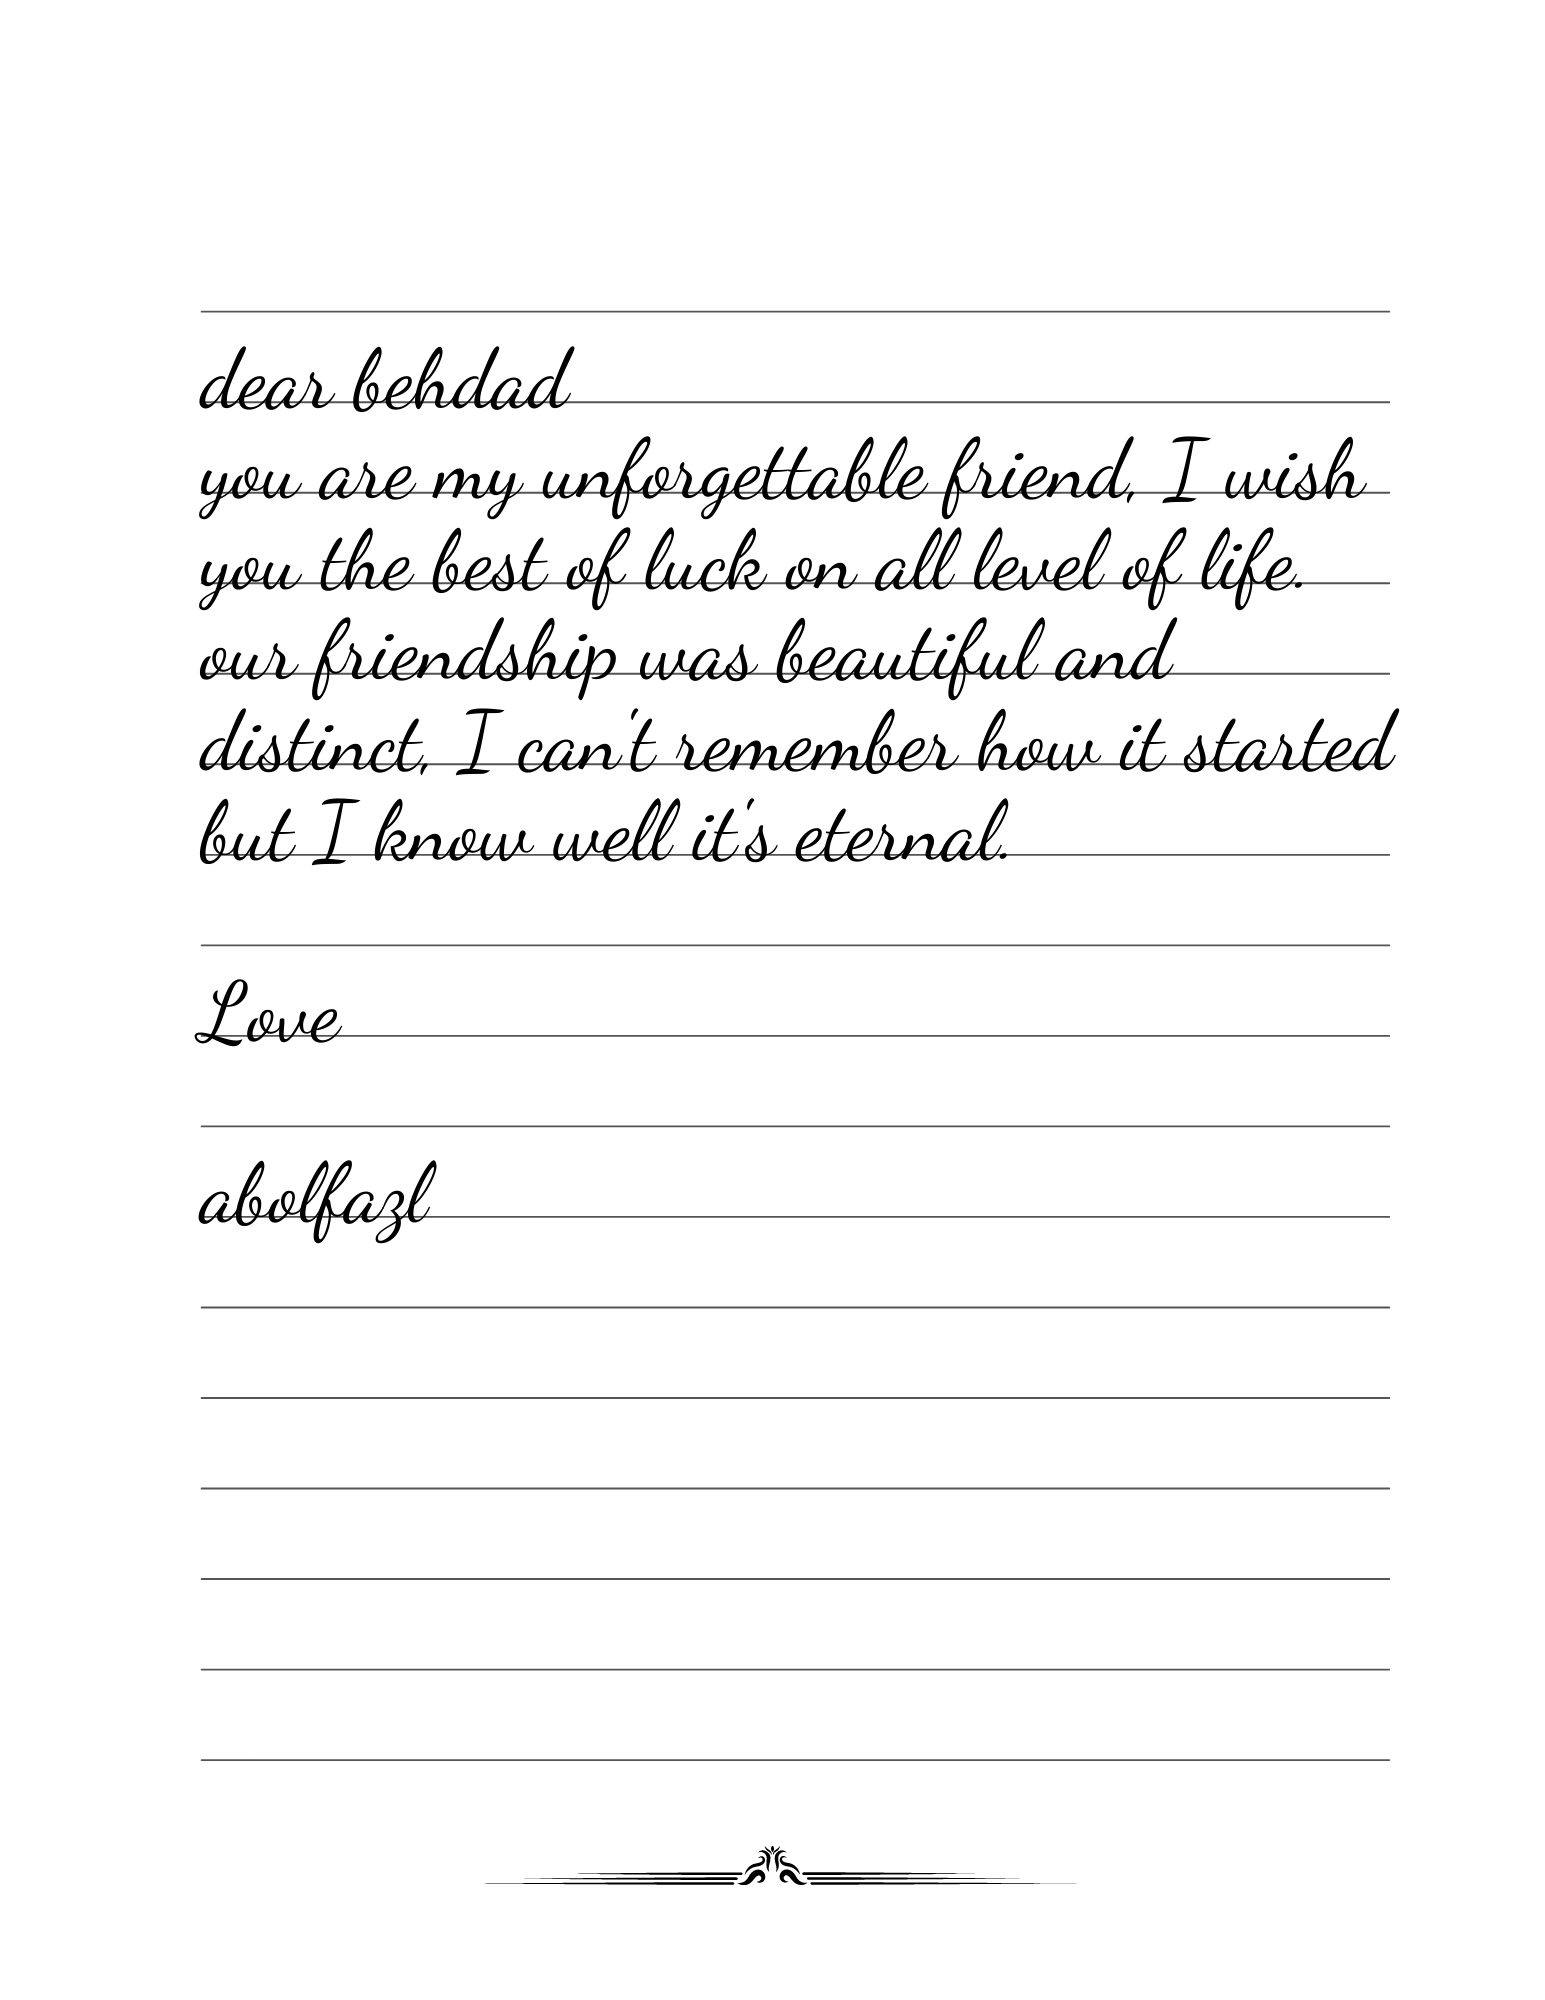 dear behdad
you are my unforgettable friend, I wish
you the best of luck on all level of life.
our friendship was beautiful and
distinct, I can't remember how it started
but I know well it's eternal.
Love
abolfazl